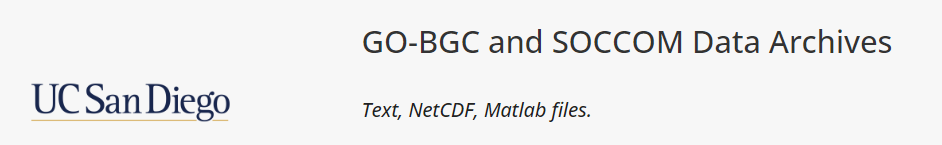 GO-BGC and SOCCOM Data Archives
UC San Diego
Text, NetCDF, Matlab files.